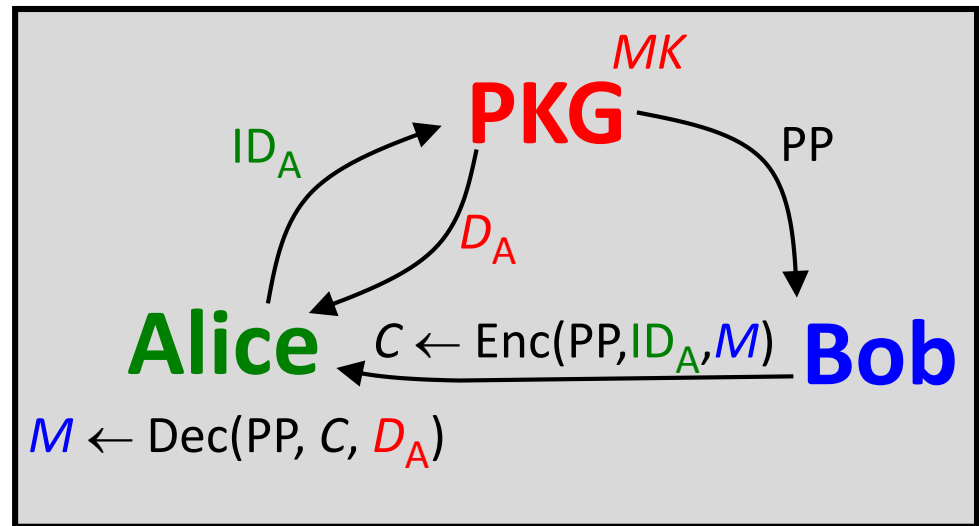 MK
PKG
ID_A
PP
D_A
Alice
C ← Enc(PP,ID_A,M)
Bob
M ← Dec(PP, C, D_A)